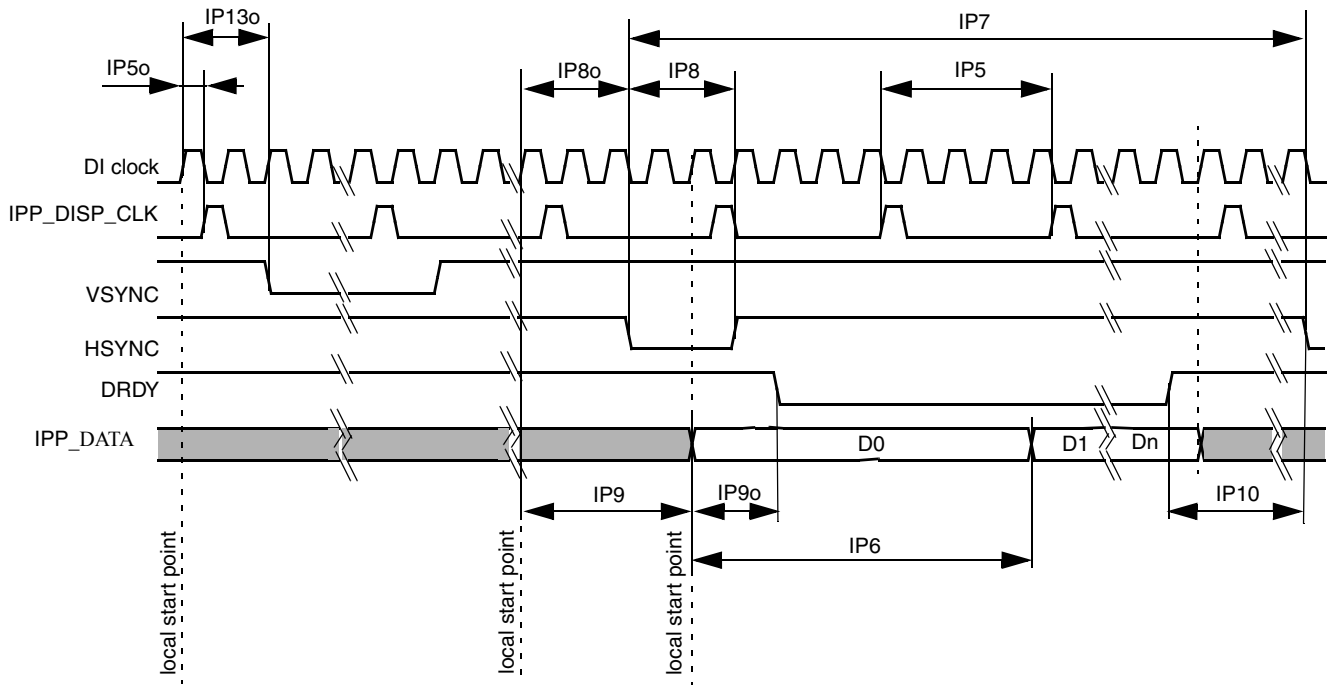 IP13o
IP7
IP5o
IP8o
IP8
IP5
DI clock
IPP_DISP_CLK
VSYNC
HSYNC
DRDY
IPP_DATA
D0
D1
Dn
IP9
IP9o
IP10
IP6
local start point
local start point
local start point